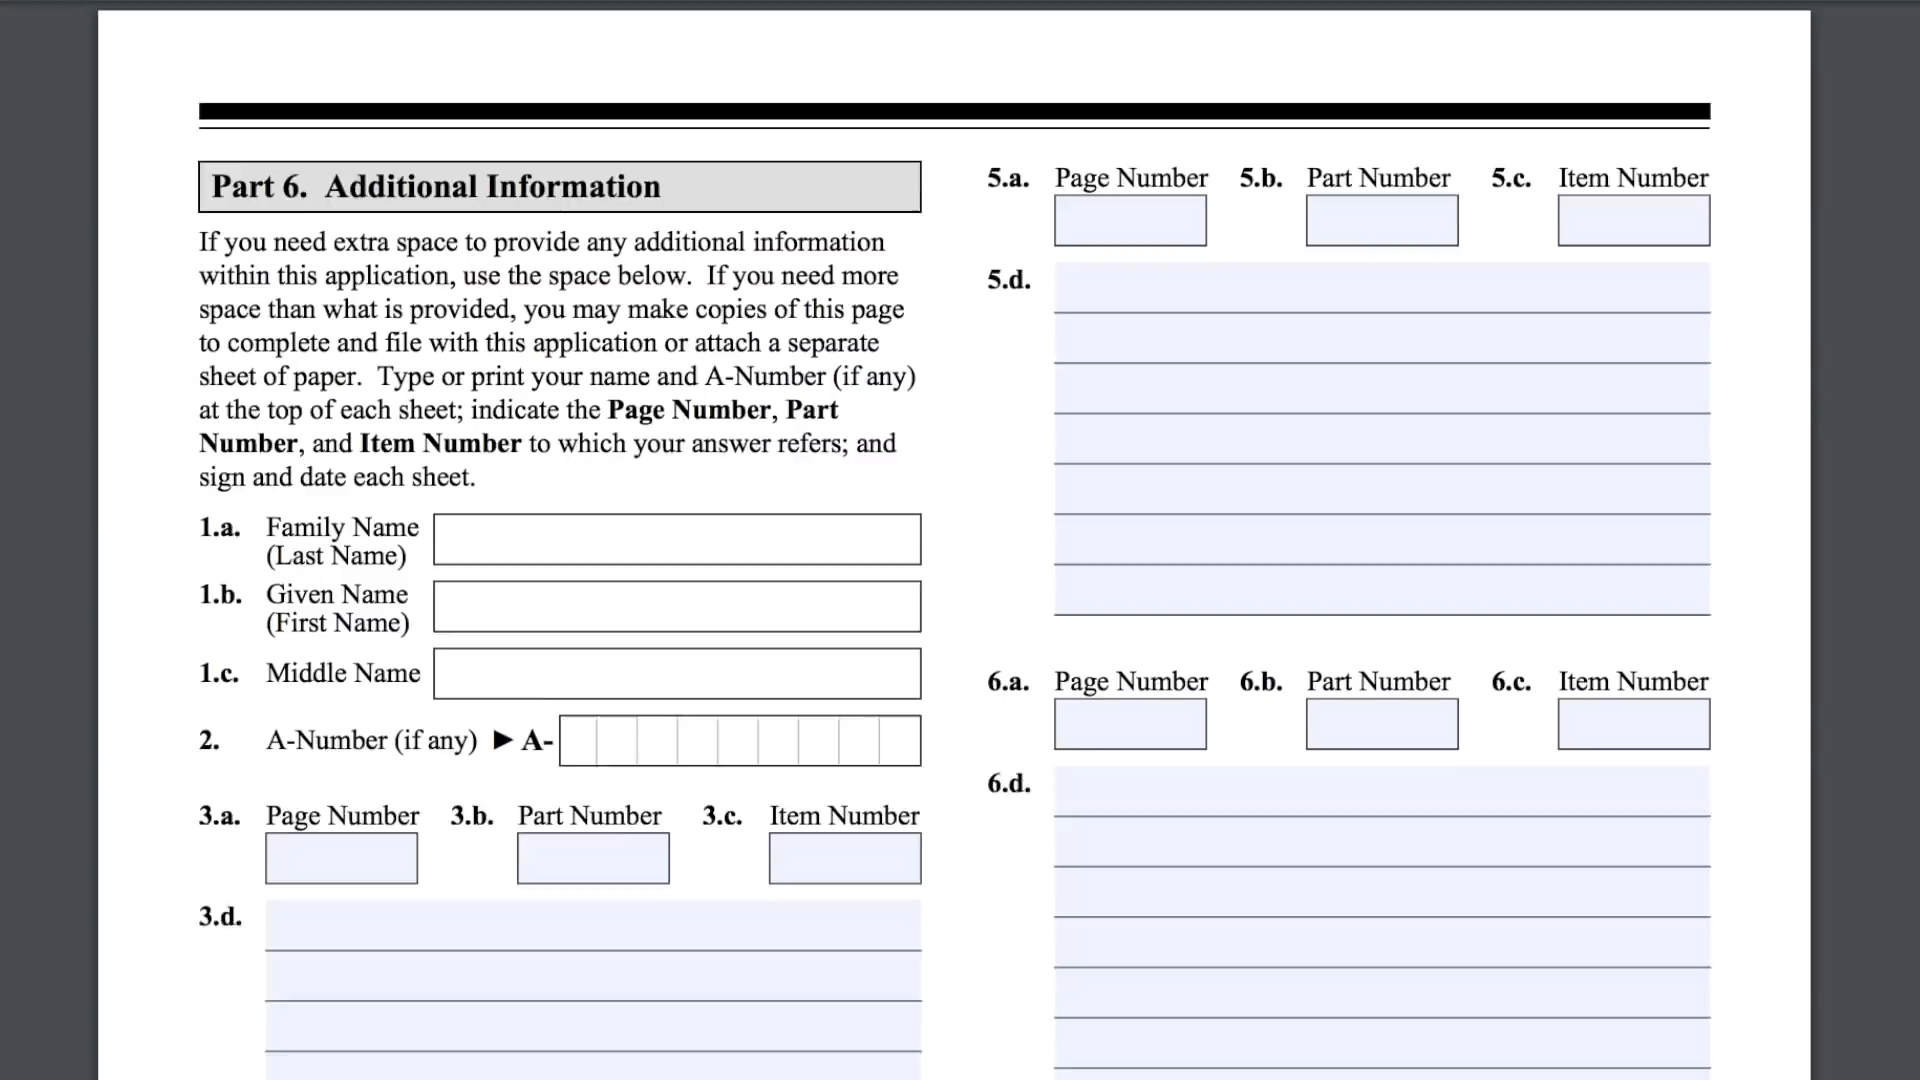 Part 6.  Additional Information
If you need extra space to provide any additional information
within this application, use the space below.  If you need more
space than what is provided, you may make copies of this page
to complete and file with this application or attach a separate
sheet of paper.  Type or print your name and A-Number (if any)
at the top of each sheet; indicate the Page Number, Part
Number, and Item Number to which your answer refers; and
sign and date each sheet.
1.a. Family Name
(Last Name)
1.b. Given Name
(First Name)
1.c. Middle Name
2. A-Number (if any) ► A-
3.a. Page Number 3.b. Part Number 3.c. Item Number
3.d.
5.a. Page Number 5.b. Part Number 5.c. Item Number
5.d.
6.a. Page Number 6.b. Part Number 6.c. Item Number
6.d.